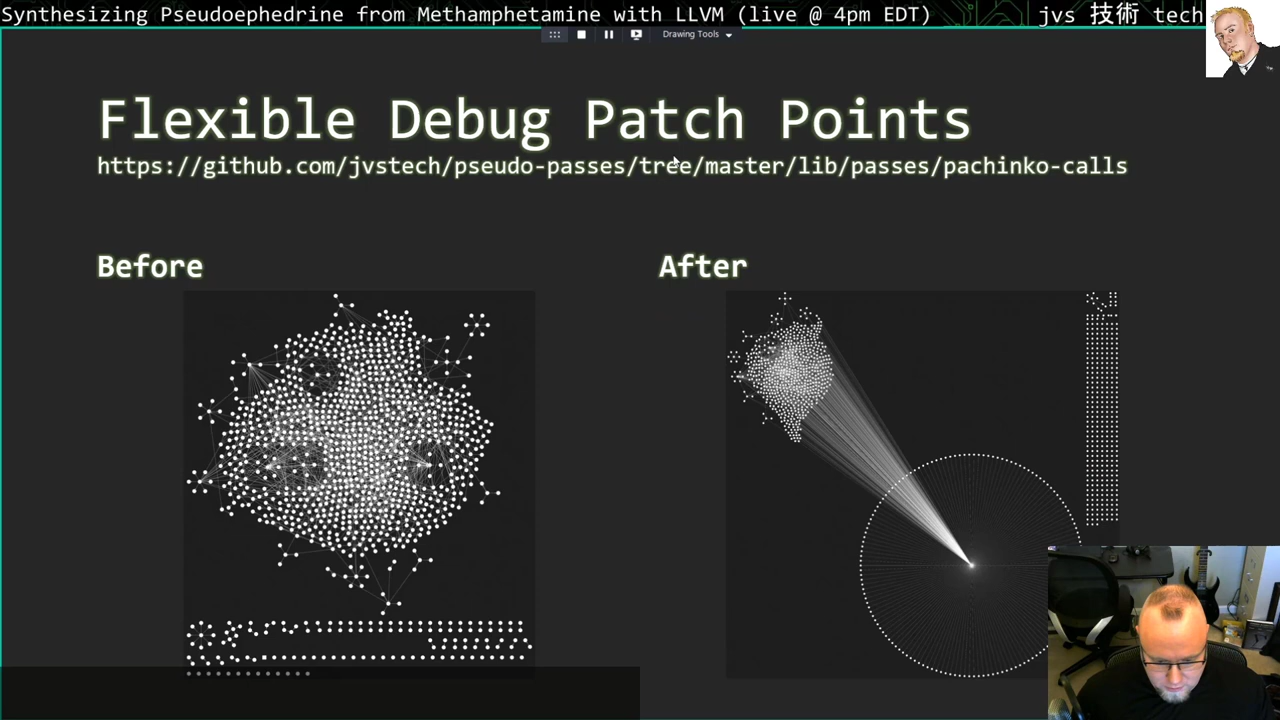 Synthesizing Pseudoephedrine from Methamphetamine with LLVM (live @ 4pm EDT)
jvs 技術 tech
Drawing Tools
Flexible Debug Patch Points
https://github.com/jvstech/pseudo-passes/tree/master/lib/passes/pachinko-calls
Before
After